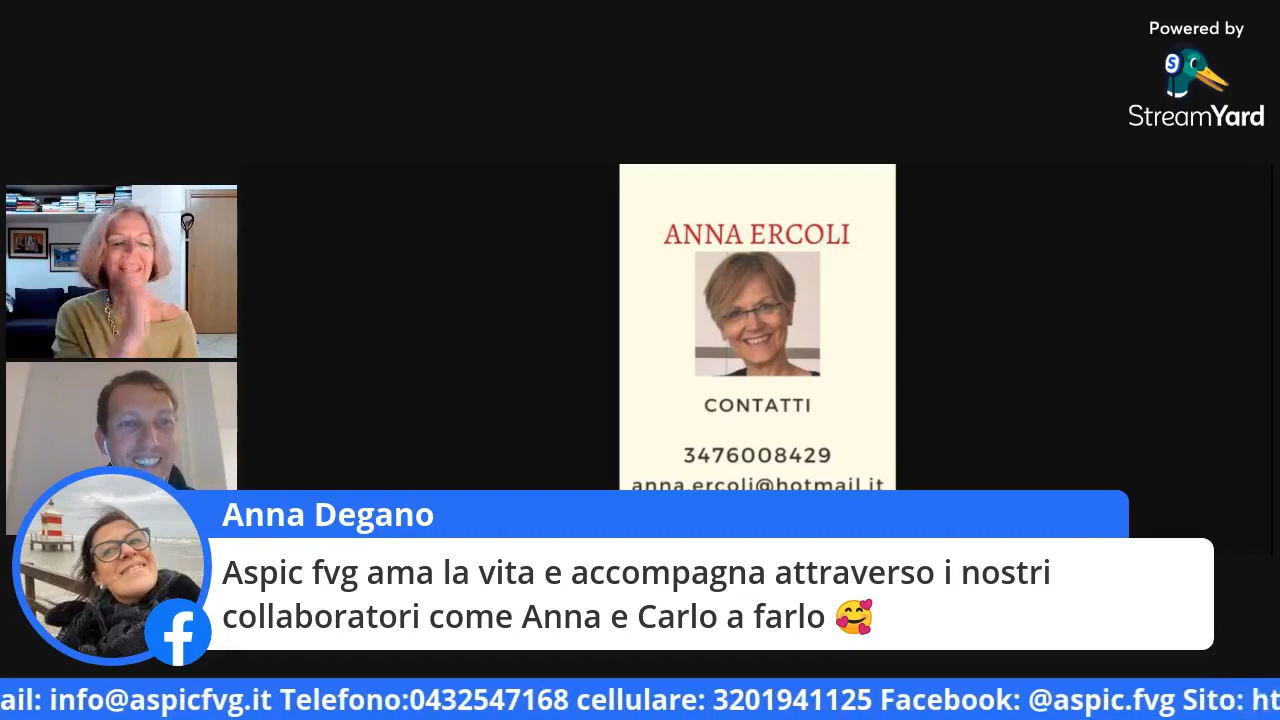 Powered by
StreamYard
ANNA ERCOLI
CONTATTI
3476008429
anna.ercoli@hotmail.it
Anna Degano
Aspic fvg ama la vita e accompagna attraverso i nostri
collaboratori come Anna e Carlo a farlo 🥰
ail: info@aspicfvg.it Telefono:0432547168 cellulare: 3201941125 Facebook: @aspic.fvg Sito: ht